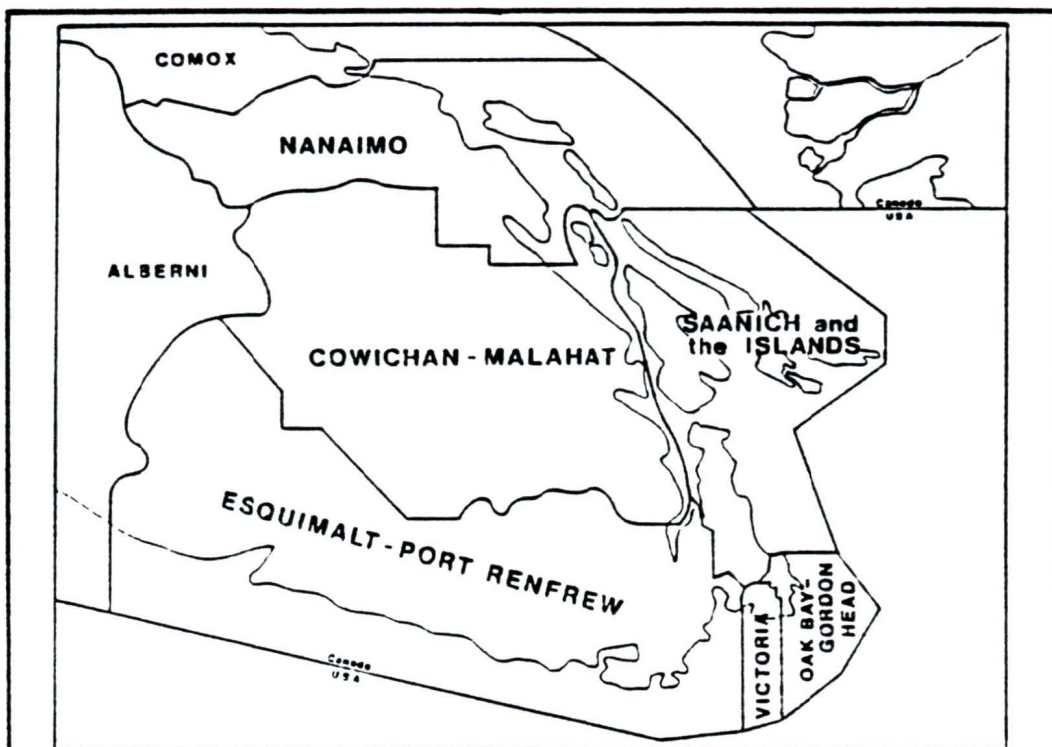 COMOX
NANAIMO
Canada
USA
ALBERNI
SAANICH and
the ISLANDS
COWICHAN - MALAHAT
ESQUIMALT - PORT RENFREW
OAK BAY-
GORDON
HEAD
VICTORIA
Canada
USA